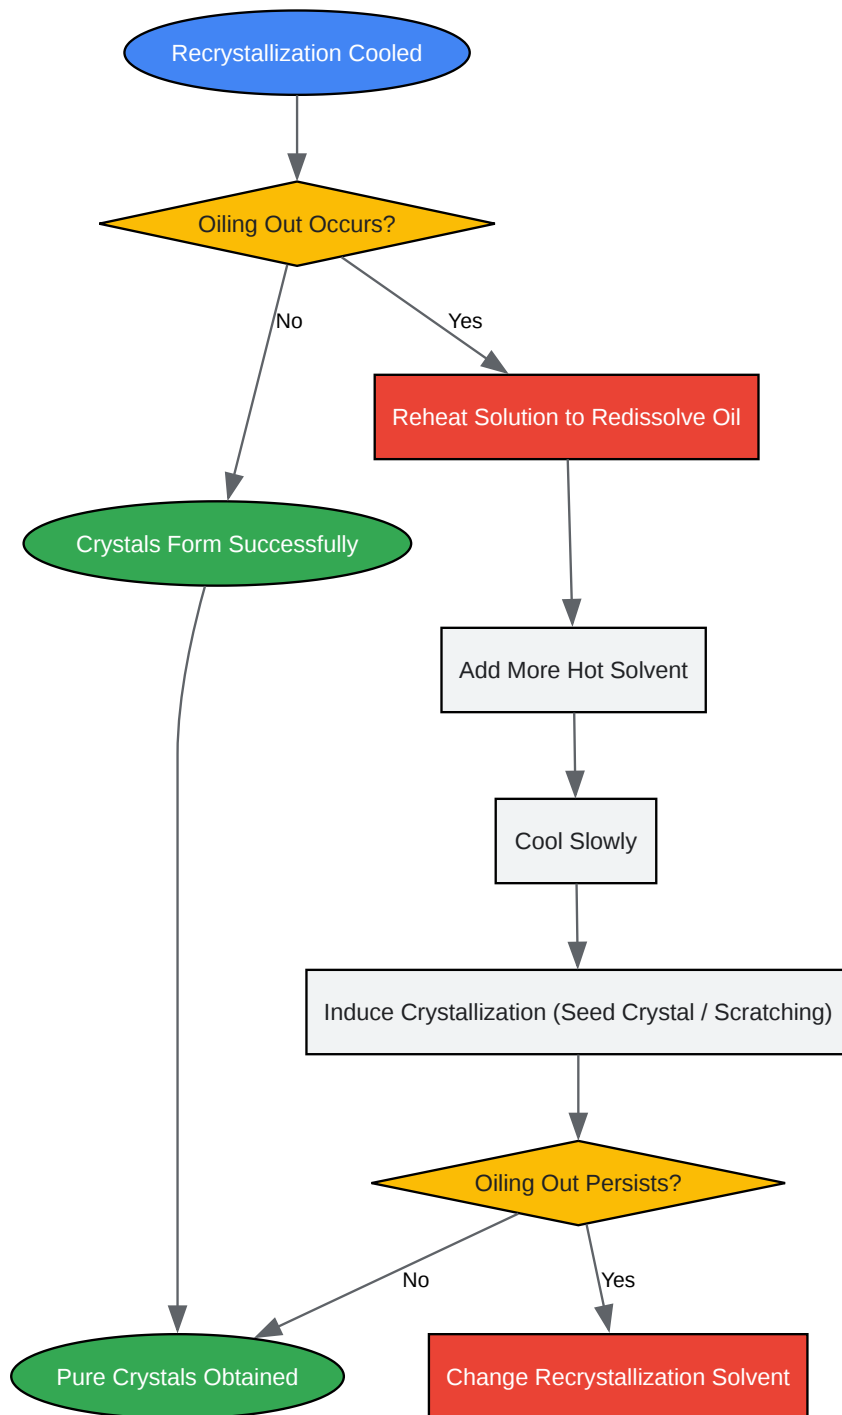 Recrystallization Cooled
Oiling Out Occurs?
No
Yes
Reheat Solution to Redissolve Oil
Crystals Form Successfully
Add More Hot Solvent
Cool Slowly
Induce Crystallization (Seed Crystal / Scratching)
Oiling Out Persists?
No
Yes
Pure Crystals Obtained
Change Recrystallization Solvent